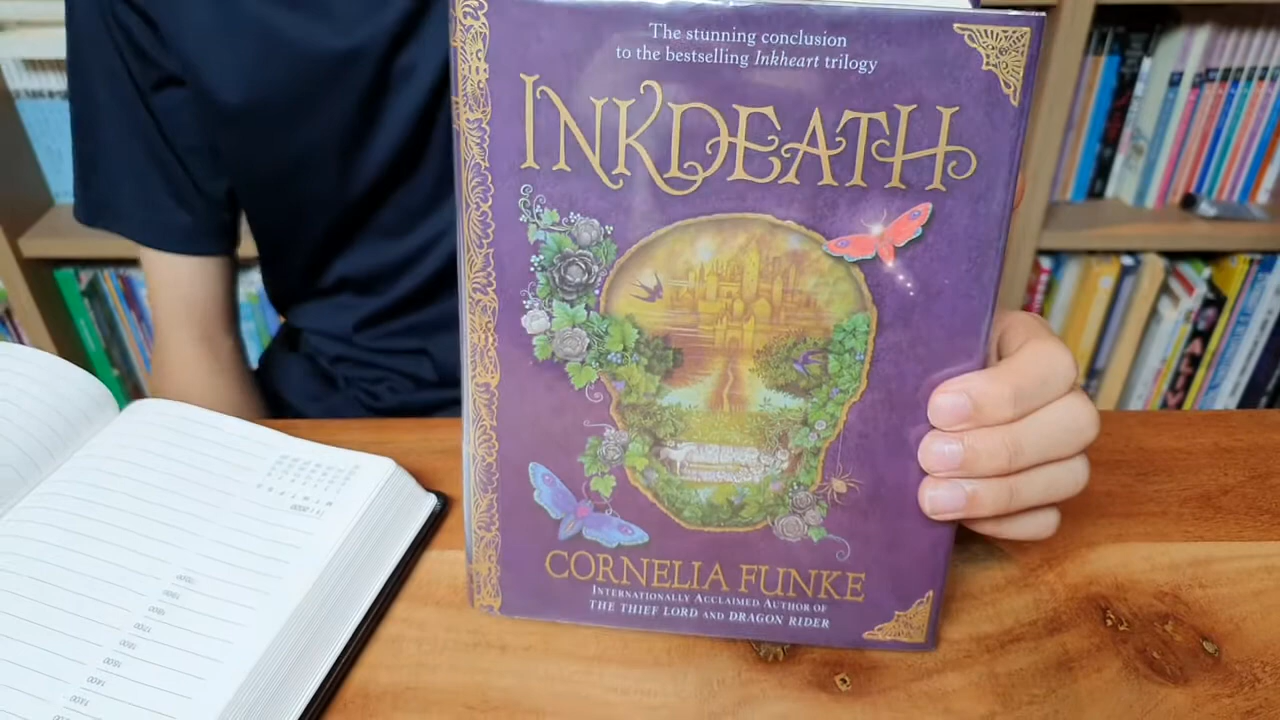 The stunning conclusion
to the bestselling Inkheart trilogy
INKDEATH
CORNELIA FUNKE
INTERNATIONALLY ACCLAIMED AUTHOR OF
THE THIEF LORD AND DRAGON RIDER